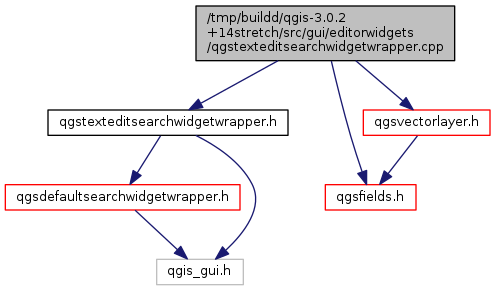 /tmp/buildd/qgis-3.0.2
+14stretch/src/gui/editorwidgets
/qgstexteditsearchwidgetwrapper.cpp
qgstexteditsearchwidgetwrapper.h
qgsvectorlayer.h
qgsdefaultsearchwidgetwrapper.h
qgsfields.h
qgis_gui.h